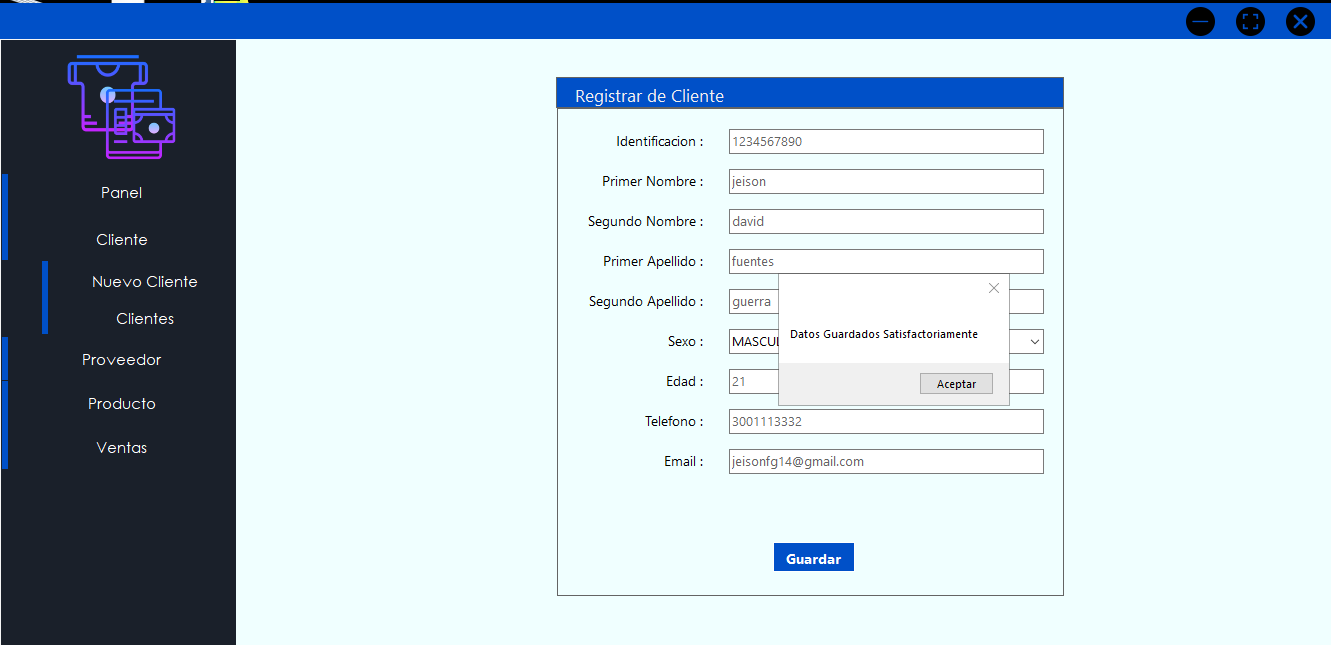 Panel
Cliente
Nuevo Cliente
Clientes
Proveedor
Producto
Ventas
Registrar de Cliente
Identificacion : 1234567890
Primer Nombre : jeison
Segundo Nombre : david
Primer Apellido : fuentes
Segundo Apellido : guerra
Sexo : MASCUL
Datos Guardados Satisfactoriamente
Edad : 21
Aceptar
Telefono : 3001113332
Email : jeisonfg14@gmail.com
Guardar